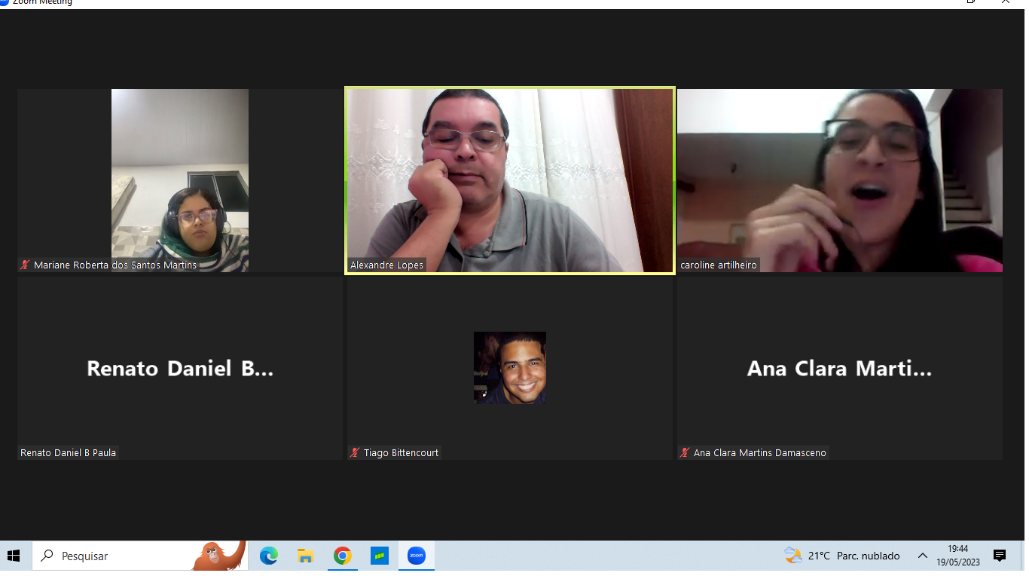 Zoom Meeting
Mariane Roberta dos Santos Martins
Alexandre Lopes
caroline artilheiro
Renato Daniel B...
Ana Clara Marti...
Renato Daniel B Paula
Tiago Bittencourt
Ana Clara Martins Damasceno
Pesquisar
zoom
21°C Parc. nublado
19:44
19/05/2023